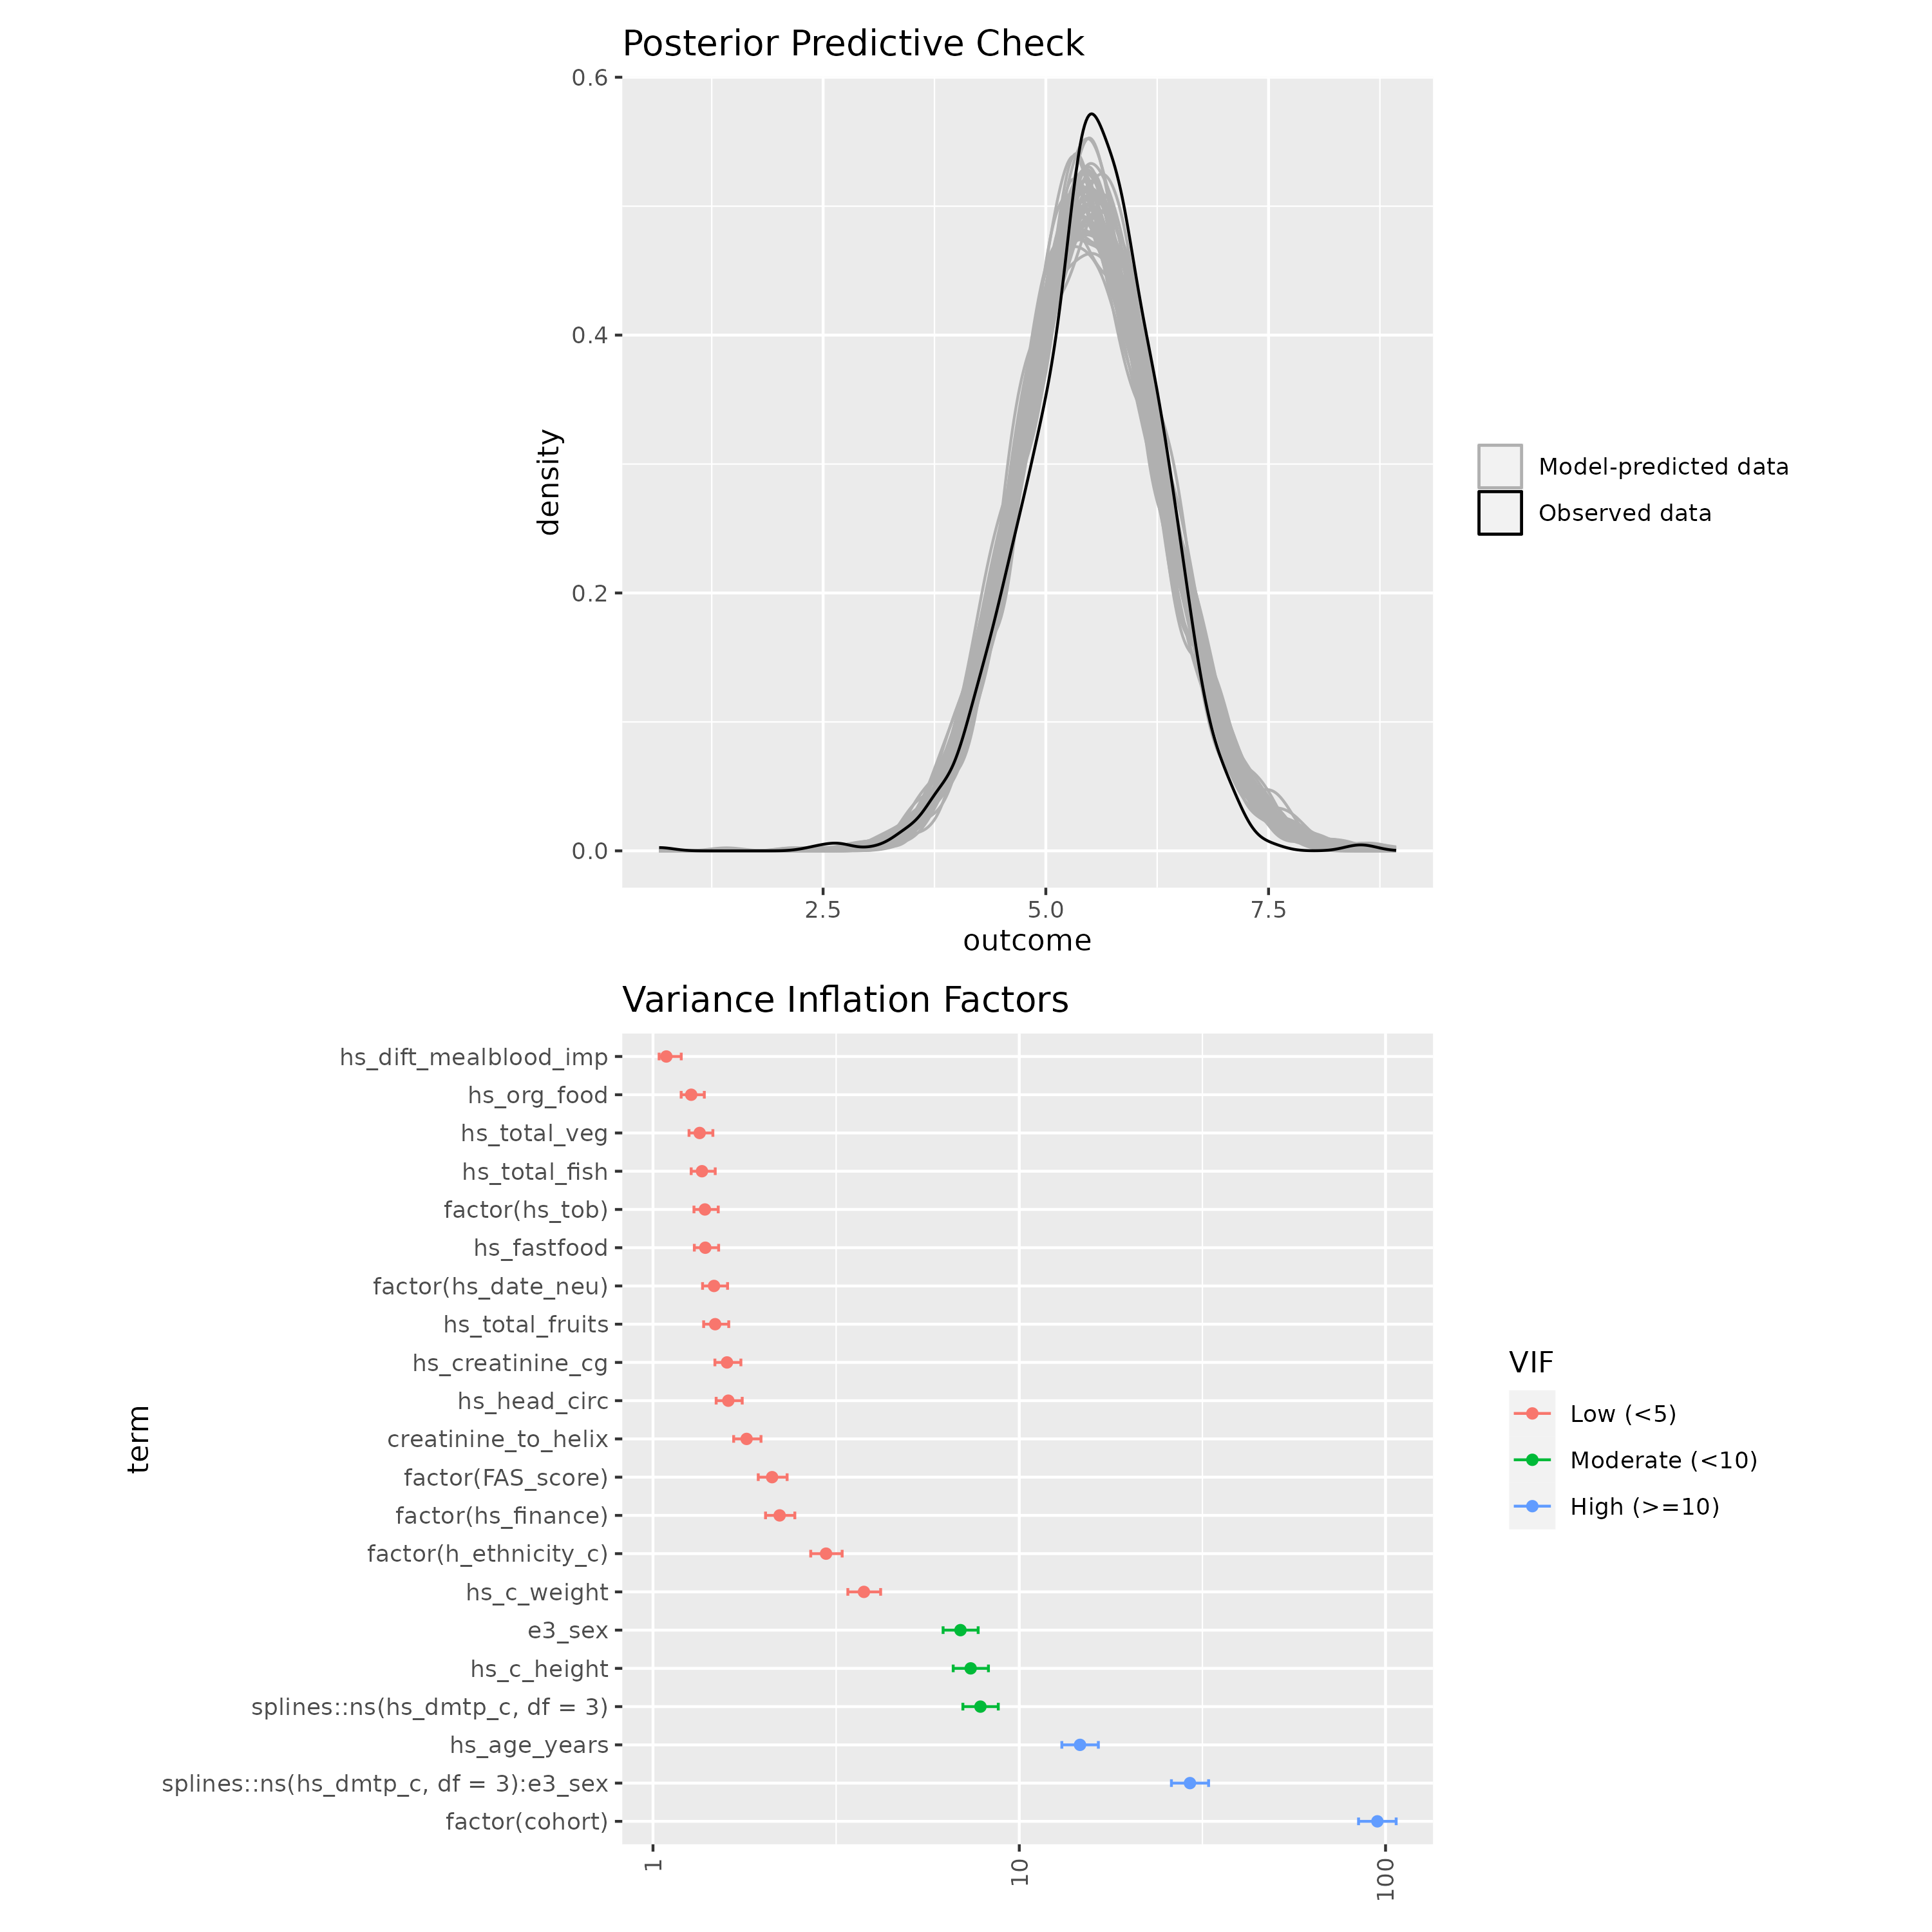 Posterior Predictive Check
0.6
0.4
0.2
0.0
density
2.5 5.0 7.5
outcome
Model-predicted data
Observed data
Variance Inflation Factors
term
hs_dift_mealblood_imp
hs_org_food
hs_total_veg
hs_total_fish
factor(hs_tob)
hs_fastfood
factor(hs_date_neu)
hs_total_fruits
hs_creatinine_cg
hs_head_circ
creatinine_to_helix
factor(FAS_score)
factor(hs_finance)
factor(h_ethnicity_c)
hs_c_weight
e3_sex
hs_c_height
splines::ns(hs_dmtp_c, df = 3)
hs_age_years
splines::ns(hs_dmtp_c, df = 3):e3_sex
factor(cohort)
1 10 100
VIF
Low (<5)
Moderate (<10)
High (>=10)